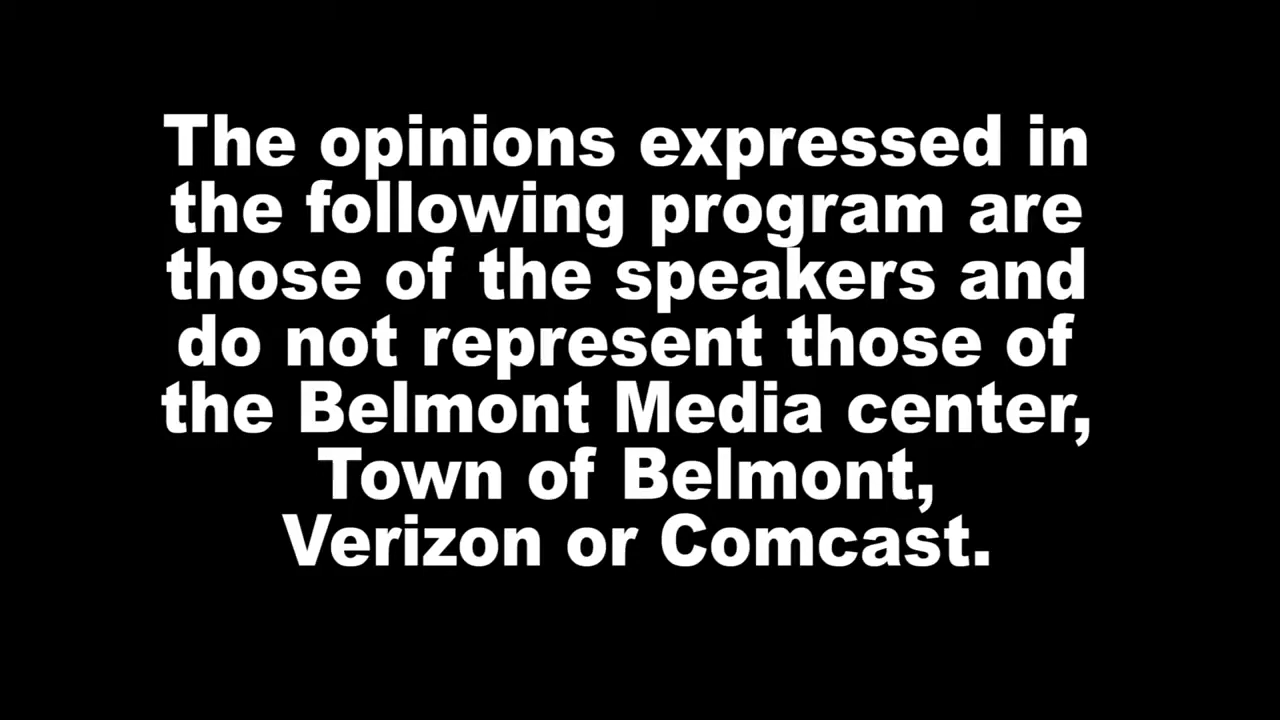 The opinions expressed in
the following program are
those of the speakers and
do not represent those of
the Belmont Media center,
Town of Belmont,
Verizon or Comcast.